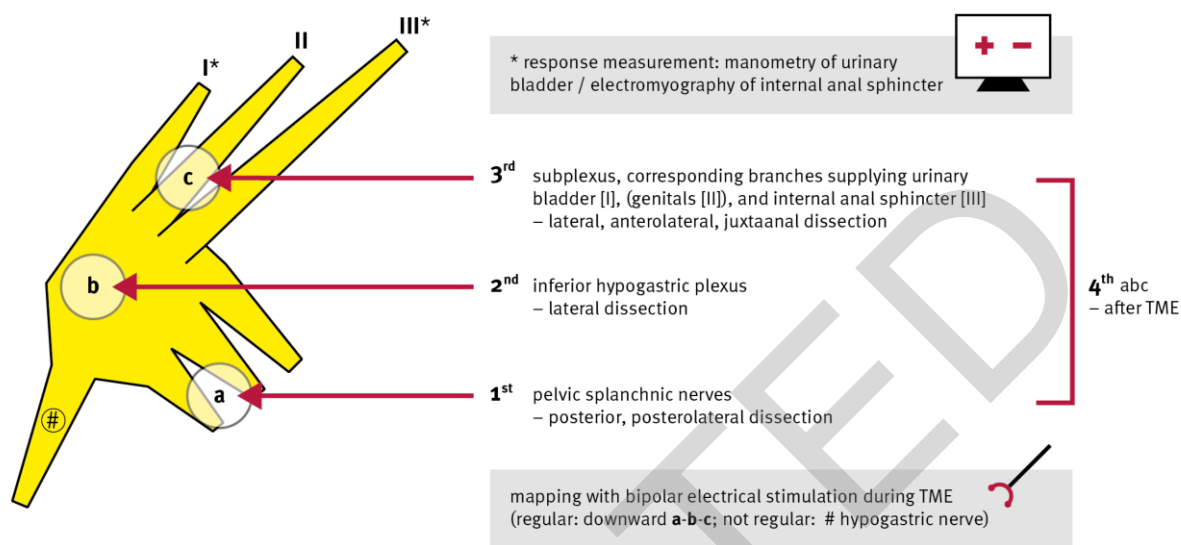 I*
II
III*
* response measurement: manometry of urinary
bladder / electromyography of internal anal sphincter
+ −
c
3rd subplexus, corresponding branches supplying urinary
bladder [I], (genitals [II]), and internal anal sphincter [III]
– lateral, anterolateral, juxtaanal dissection
b
2nd inferior hypogastric plexus
– lateral dissection
4th abc
– after TME
a
1st pelvic splanchnic nerves
– posterior, posterolateral dissection
#
mapping with bipolar electrical stimulation during TME
(regular: downward a-b-c; not regular: # hypogastric nerve)
TED